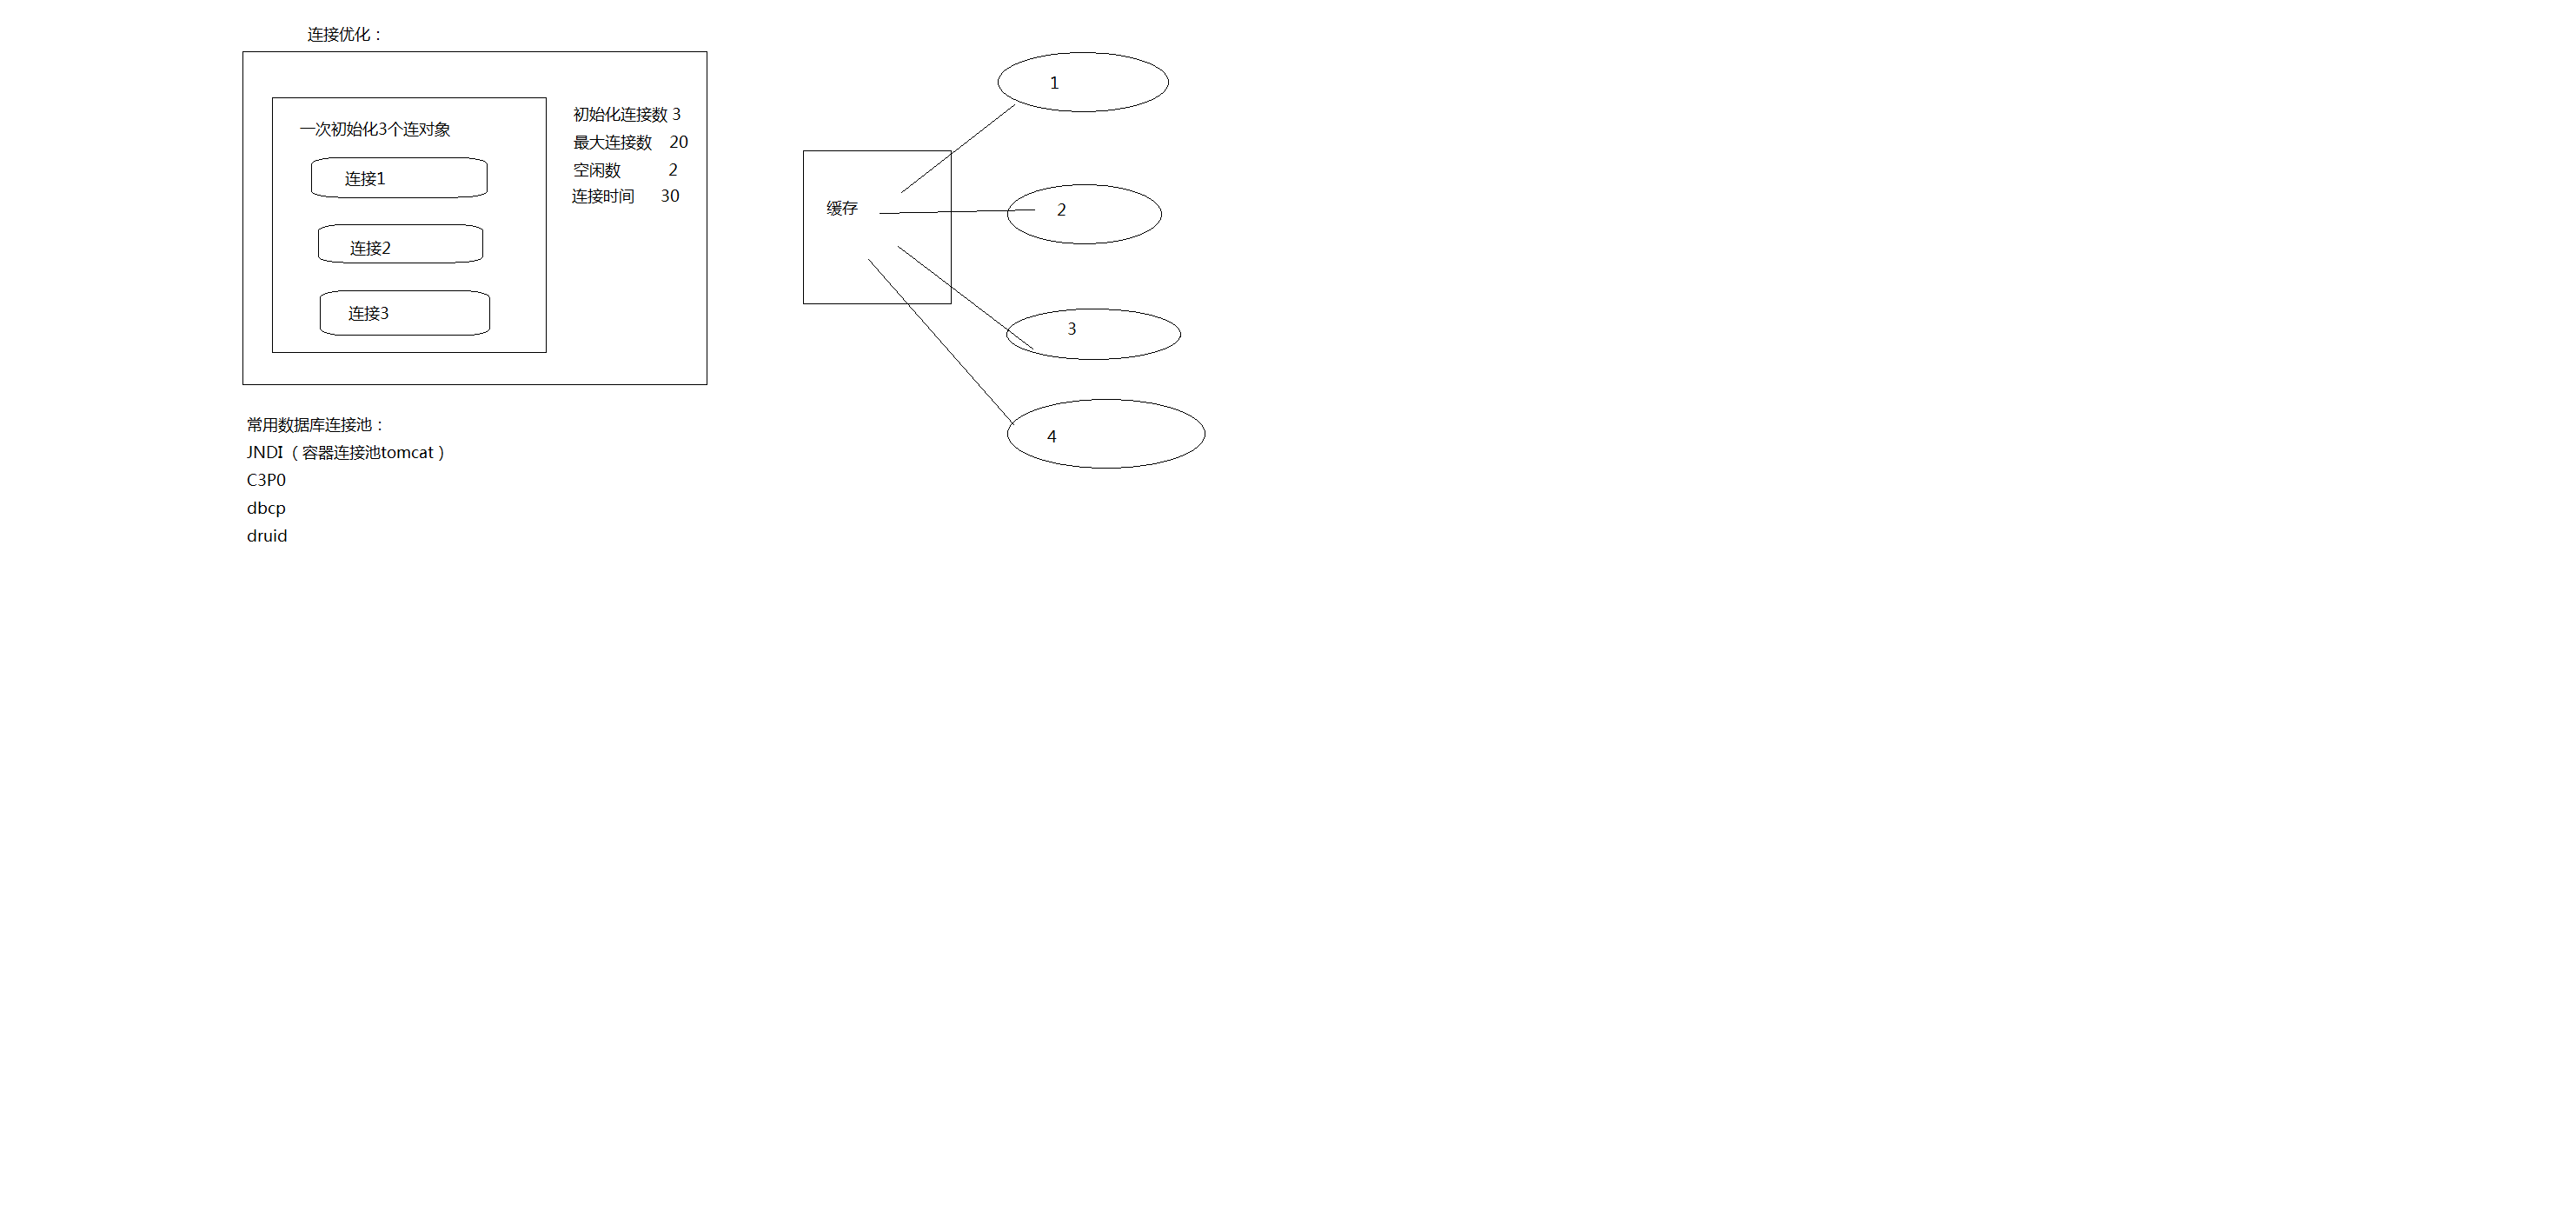 连接优化：
一次初始化3个连对象
连接1
连接2
连接3
初始化连接数 3
最大连接数 20
空闲数 2
连接时间 30
常用数据库连接池：
JNDI（容器连接池tomcat）
C3P0
dbcp
druid
缓存
1
2
3
4